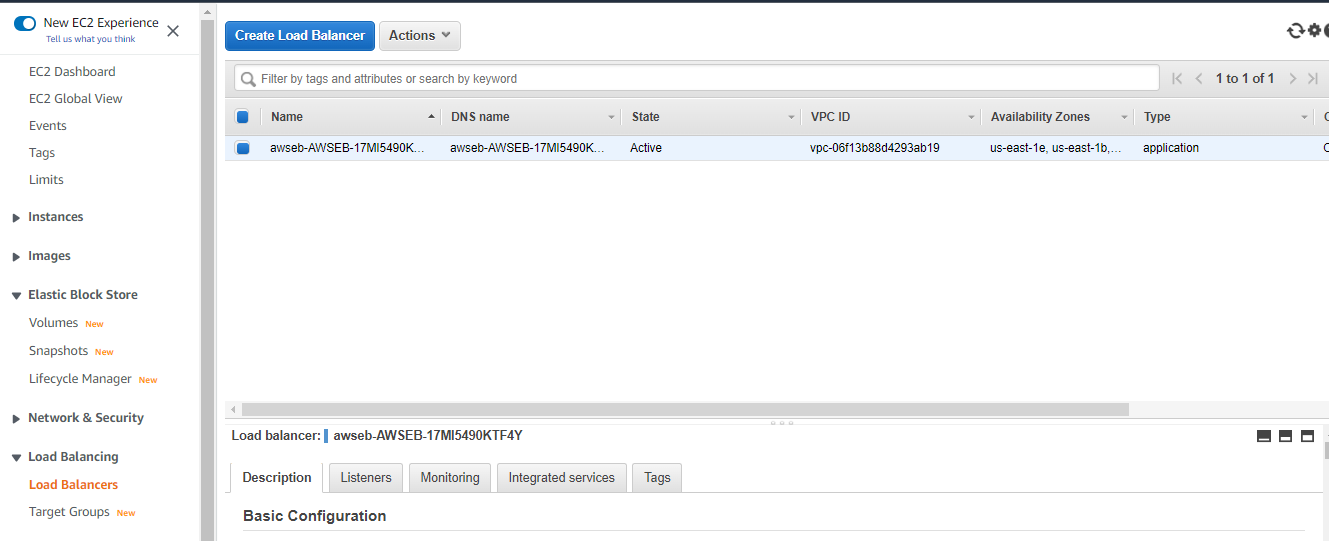 New EC2 Experience
Tell us what you think
EC2 Dashboard
EC2 Global View
Events
Tags
Limits
Instances
Images
Elastic Block Store
Volumes New
Snapshots New
Lifecycle Manager New
Network & Security
Load Balancing
Load Balancers
Target Groups New
Create Load Balancer Actions
Filter by tags and attributes or search by keyword 1 to 1 of 1
Name DNS name State VPC ID Availability Zones Type
awseb-AWSEB-17MI5490K... awseb-AWSEB-17MI5490K... Active vpc-06f13b88d4293ab19 us-east-1e, us-east-1b,... application
Load balancer: awseb-AWSEB-17MI5490KTF4Y
Description Listeners Monitoring Integrated services Tags
Basic Configuration